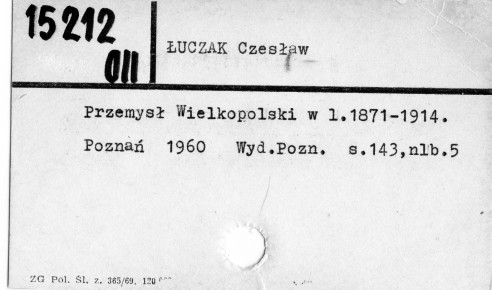 15212
OII
ŁUCZAK Czesław
Przemysł Wielkopolski w l.1871-1914.
Poznań 1960 Wyd.Pozn. s.143,nlb.5
ZG Pol. Śl. z. 365/69. 120